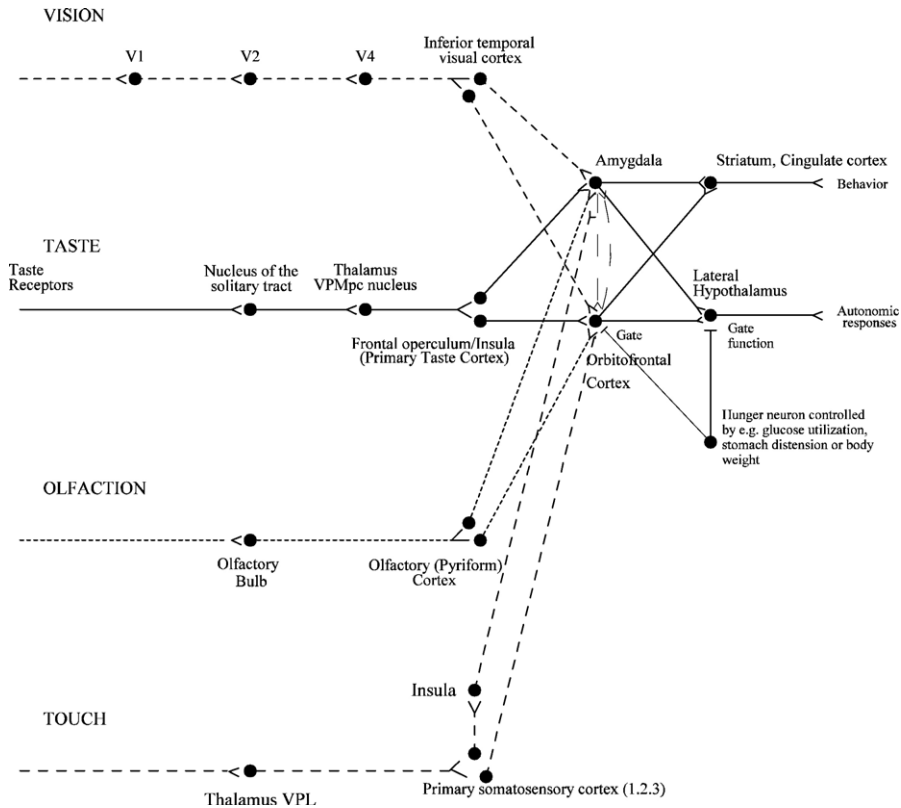 VISION
V1
V2
V4
Inferior temporal
visual cortex
Amygdala
Striatum, Cingulate cortex
Behavior
TASTE
Taste
Receptors
Nucleus of the
solitary tract
Thalamus
VPMpc nucleus
Frontal operculum/Insula
(Primary Taste Cortex)
Gate
Orbitofrontal
Cortex
Lateral
Hypothalamus
Gate
function
Autonomic
responses
Hunger neuron controlled
by e.g. glucose utilization,
stomach distension or body
weight
OLFACTION
Olfactory
Bulb
Olfactory (Pyriform)
Cortex
TOUCH
Insula
Thalamus VPL
Primary somatosensory cortex (1.2.3)